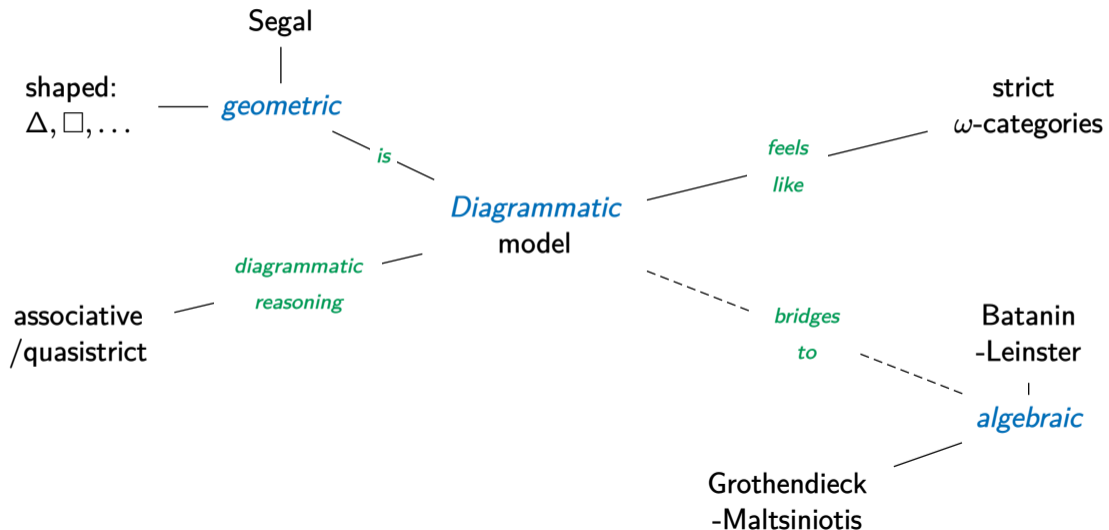 Segal
shaped:
Δ, □, ...
geometric
is
strict
ω-categories
feels
like
Diagrammatic
model
diagrammatic
reasoning
associative
/quasistrict
bridges
to
Batanin
-Leinster
algebraic
Grothendieck
-Maltsiniotis